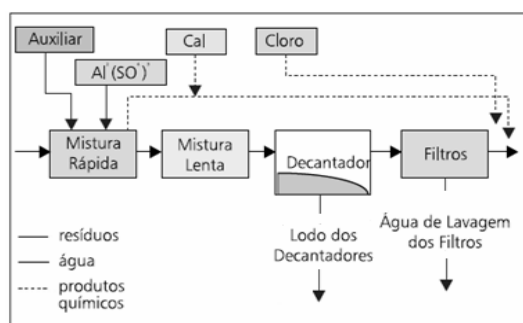 Auxiliar
Cal
Cloro
Al'(SO')'
Mistura
Rápida
Mistura
Lenta
Decantador
Filtros
Lodo dos
Decantadores
Água de Lavagem
dos Filtros
resíduos
água
produtos
químicos